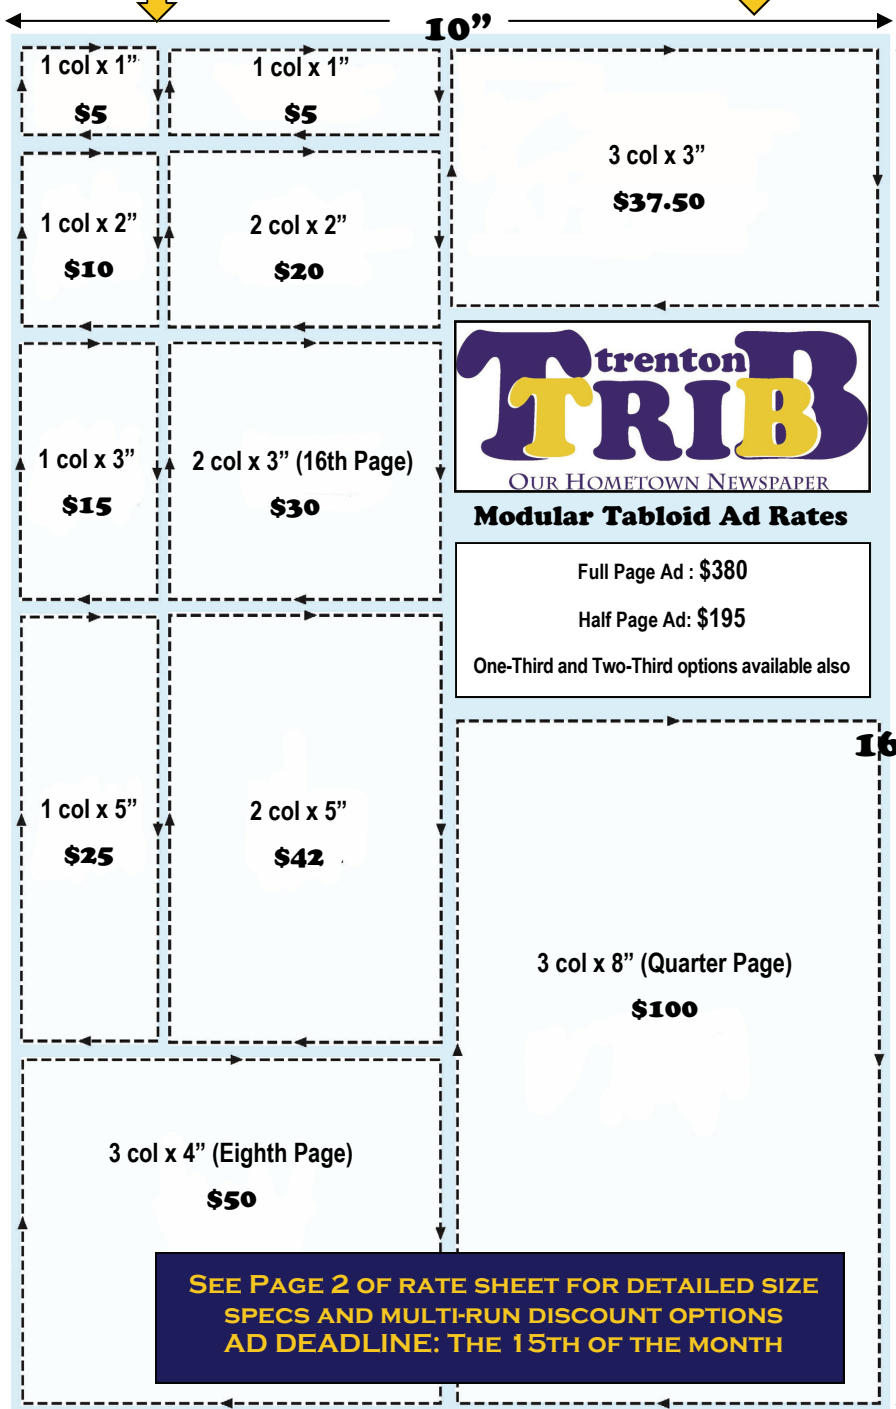 10”
1 col x 1”
$5
1 col x 1”
$5
3 col x 3”
$37.50
1 col x 2”
$10
2 col x 2”
$20
trenton
TRIB
OUR HOMETOWN NEWSPAPER
Modular Tabloid Ad Rates
1 col x 3”
$15
2 col x 3” (16th Page)
$30
Full Page Ad : $380
Half Page Ad: $195
One-Third and Two-Third options available also
16
1 col x 5”
$25
2 col x 5”
$42
3 col x 8” (Quarter Page)
$100
3 col x 4” (Eighth Page)
$50
SEE PAGE 2 OF RATE SHEET FOR DETAILED SIZE
SPECS AND MULTI-RUN DISCOUNT OPTIONS
AD DEADLINE: THE 15TH OF THE MONTH